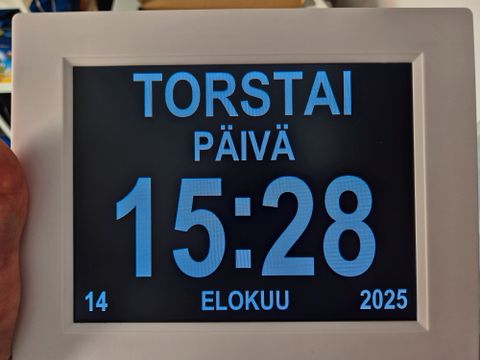 TORSTAI
PÄIVÄ
15:28
14 ELOKUU 2025